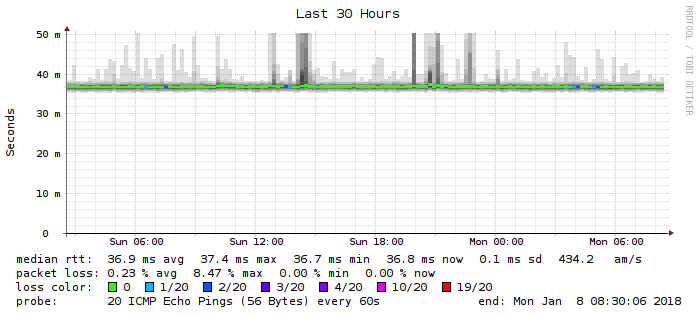 Last 30 Hours
RRDTOOL / TOBI OETIKER
Seconds
50 m
40 m
30 m
20 m
10 m
0
Sun 06:00 Sun 12:00 Sun 18:00 Mon 00:00 Mon 06:00
median rtt: 36.9 ms avg 37.4 ms max 36.7 ms min 36.8 ms now 0.1 ms sd 434.2 am/s
packet loss: 0.23 % avg 8.47 % max 0.00 % min 0.00 % now
loss color: 0 1/20 2/20 3/20 4/20 10/20 19/20
probe: 20 ICMP Echo Pings (56 Bytes) every 60s end: Mon Jan 8 08:30:06 2018